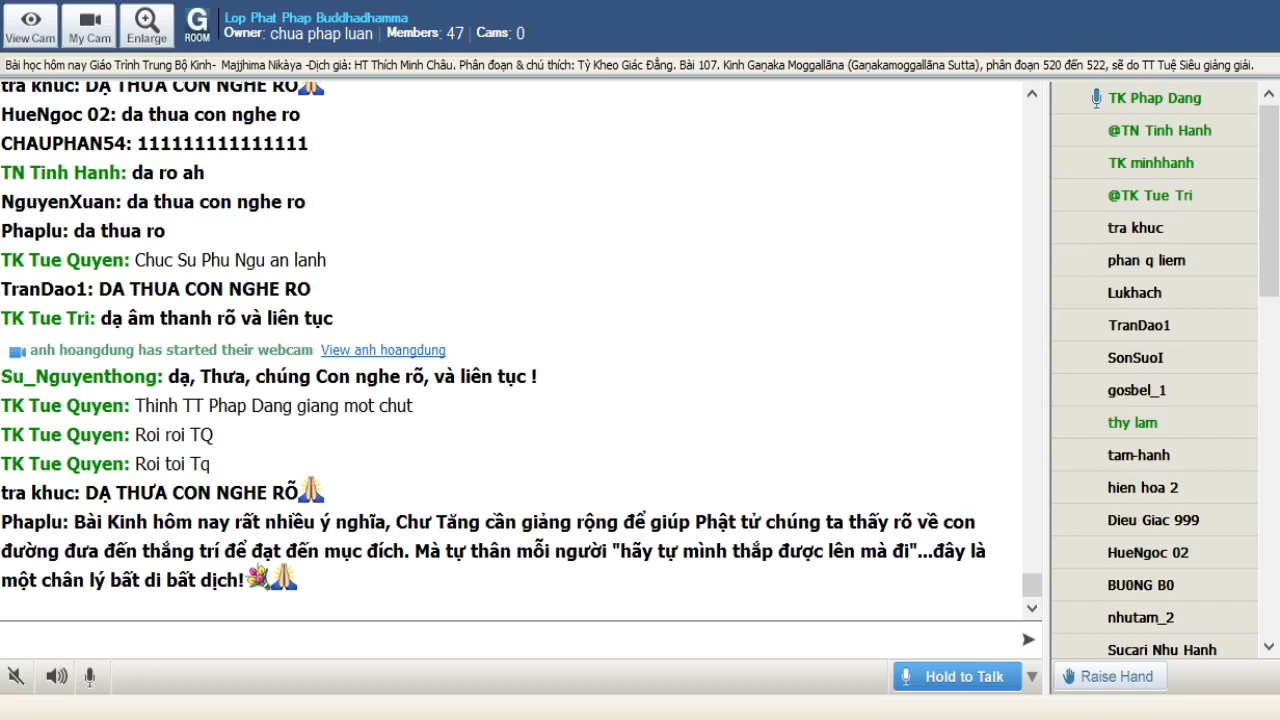 View Cam
My Cam
Enlarge
G
ROOM
Lop Phat Phap Buddhadhamma
Owner: chua phap luan | Members: 47 | Cams: 0
Bài học hôm nay Giáo Trình Trung Bộ Kinh- Majjhima Nikàya -Dịch giả: HT Thích Minh Châu. Phân đoạn & chú thích: Tỳ Kheo Giác Đẳng. Bài 107. Kinh Gaṇaka Moggallāna (Gaṇakamoggallāna Sutta), phân đoạn 520 đến 522, sẽ do TT Tuệ Siêu giảng giải.
tra khuc: DẠ THƯA CON NGHE RÕ
HueNgoc 02: da thua con nghe ro
CHAUPHAN54: 111111111111111
TN Tinh Hanh: da ro ah
NguyenXuan: da thua con nghe ro
Phaplu: da thua ro
TK Tue Quyen: Chuc Su Phu Ngu an lanh
TranDao1: DA THUA CON NGHE RO
TK Tue Tri: dạ âm thanh rõ và liên tục
anh hoangdung has started their webcam View anh hoangdung
Su_Nguyenthong: dạ, Thưa, chúng Con nghe rõ, và liên tục !
TK Tue Quyen: Thinh TT Phap Dang giang mot chut
TK Tue Quyen: Roi roi TQ
TK Tue Quyen: Roi toi Tq
tra khuc: DẠ THƯA CON NGHE RÕ
Phaplu: Bài Kinh hôm nay rất nhiều ý nghĩa, Chư Tăng cần giảng rộng để giúp Phật tử chúng ta thấy rõ về con
đường đưa đến thắng trí để đạt đến mục đích. Mà tự thân mỗi người "hãy tự mình thắp được lên mà đi"...đây là
một chân lý bất di bất dịch!
Hold to Talk
TK Phap Dang
@TN Tinh Hanh
TK minhhanh
@TK Tue Tri
tra khuc
phan q liem
Lukhach
TranDao1
SonSuoI
gosbel_1
thy lam
tam-hanh
hien hoa 2
Dieu Giac 999
HueNgoc 02
BU0NG B0
nhutam_2
Sucari Nhu Hanh
Raise Hand